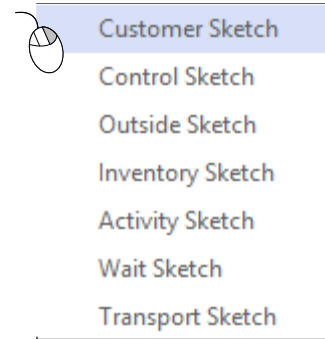 Customer Sketch
Control Sketch
Outside Sketch
Inventory Sketch
Activity Sketch
Wait Sketch
Transport Sketch